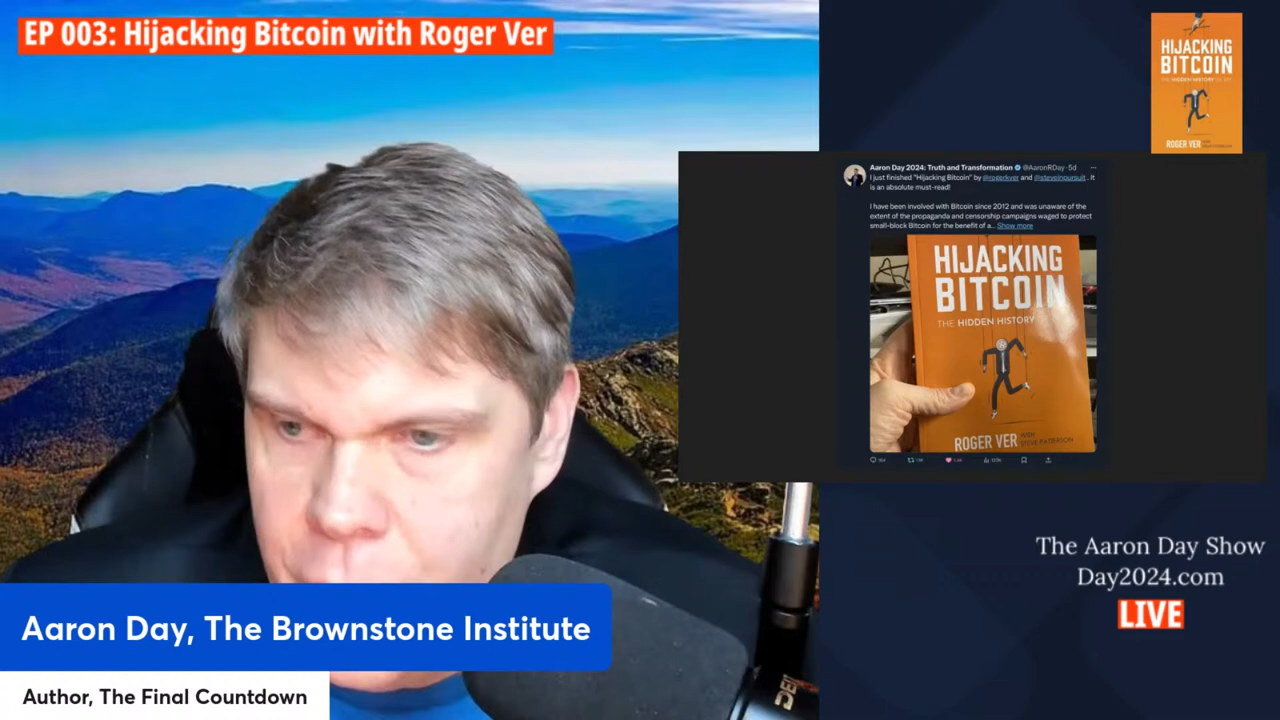 EP 003: Hijacking Bitcoin with Roger Ver
HIJACKING
BITCOIN
THE HIDDEN HISTORY
ROGER VER
Aaron Day 2024: Truth and Transformation @AaronRDay · 5d
I just finished "Hijacking Bitcoin" by @rogerkver and @steveinpursuit . It
is an absolute must-read!
I have been involved with Bitcoin since 2012 and was unaware of the
extent of the propaganda and censorship campaigns waged to protect
small-block Bitcoin for the benefit of a... Show more
HIJACKING
BITCOIN
THE HIDDEN HISTORY
ROGER VER WITH
STEVE PATTERSON
The Aaron Day Show
Day2024.com
LIVE
Aaron Day, The Brownstone Institute
Author, The Final Countdown